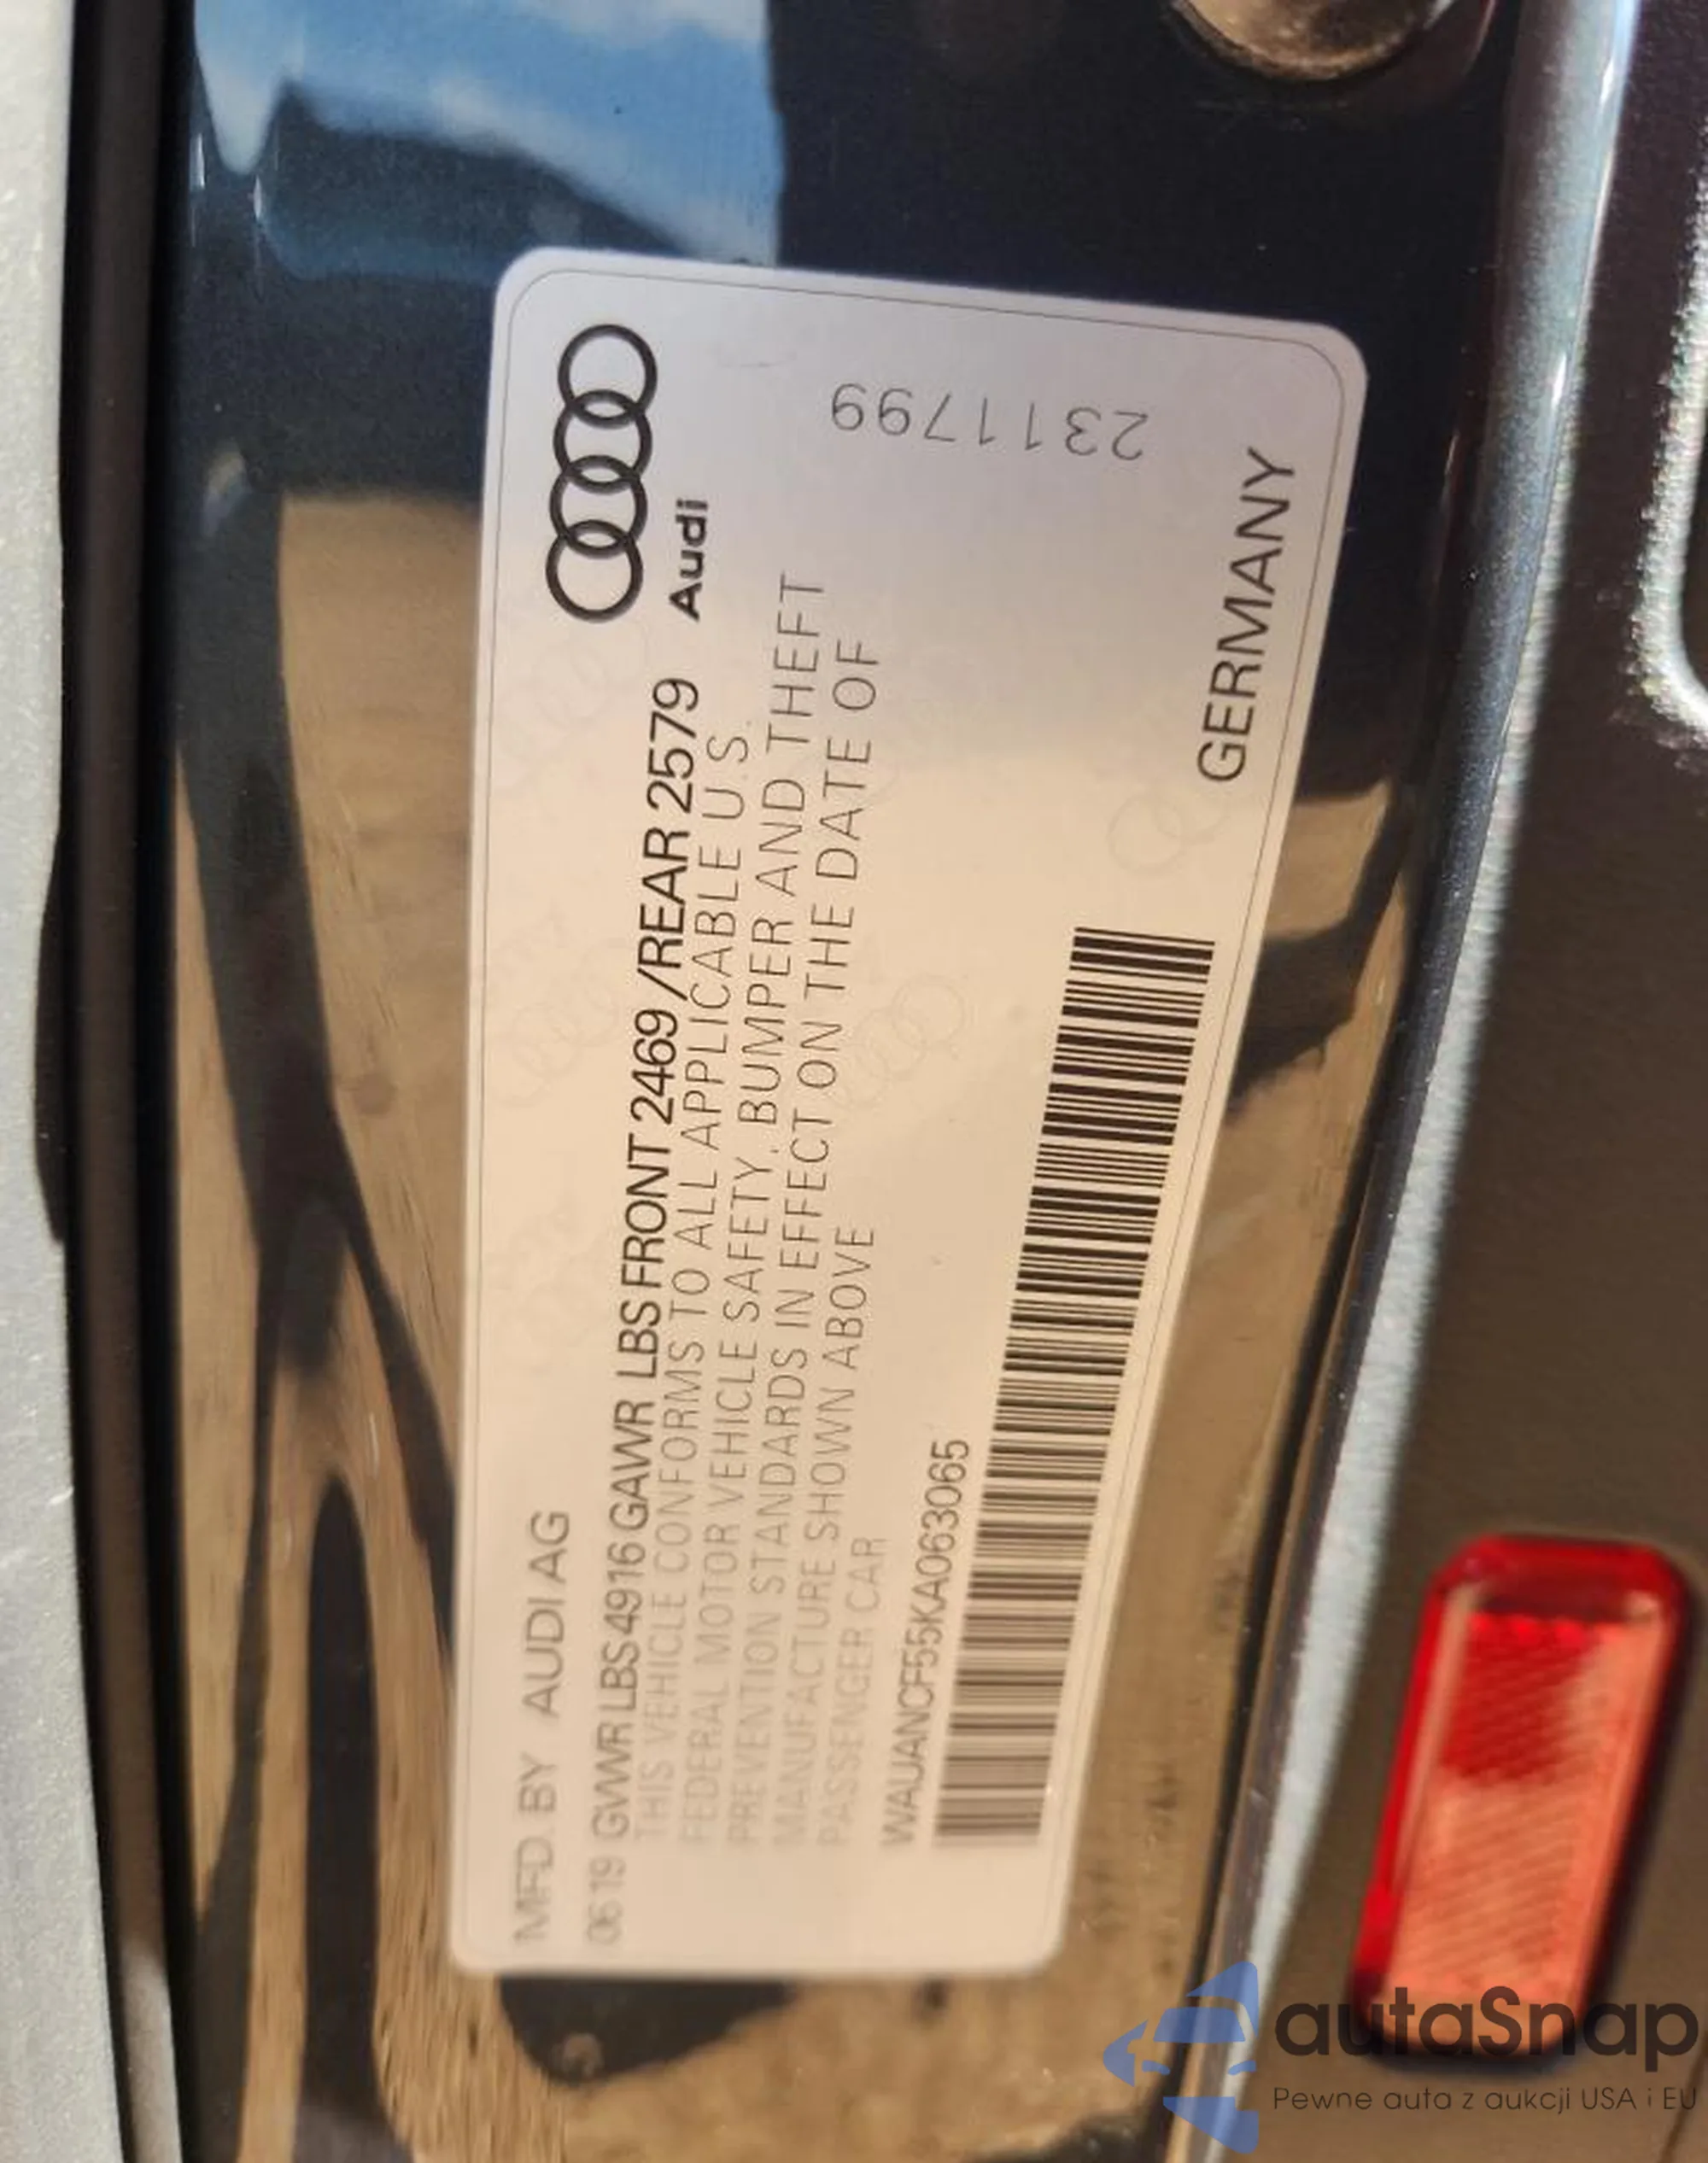 MFD. BY AUDI AG
0619 GVWR LBS 4916 GAWR LBS FRONT 2469 /REAR 2579
Audi
THIS VEHICLE CONFORMS TO ALL APPLICABLE U.S.
FEDERAL MOTOR VEHICLE SAFETY, BUMPER AND THEFT
PREVENTION STANDARDS IN EFFECT ON THE DATE OF
MANUFACTURE SHOWN ABOVE
PASSENGER CAR
2311799
WAUANCF55KA063065
GERMANY
autaSnap
Pewne auta z aukcji USA i EU